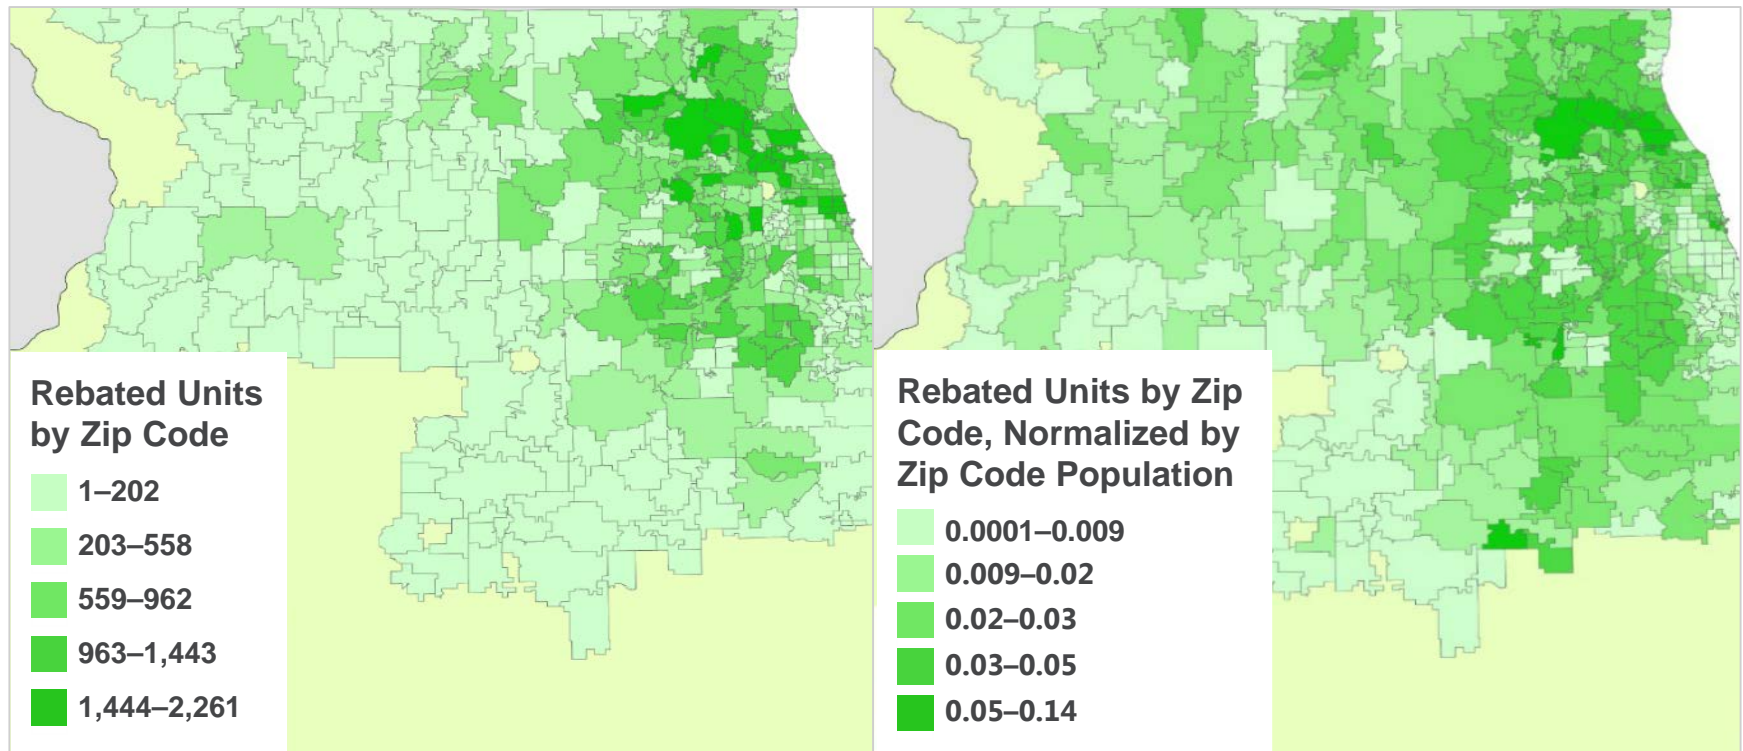 Rebated Units
by Zip Code
1–202
203–558
559–962
963–1,443
1,444–2,261
Rebated Units by Zip
Code, Normalized by
Zip Code Population
0.0001–0.009
0.009–0.02
0.02–0.03
0.03–0.05
0.05–0.14